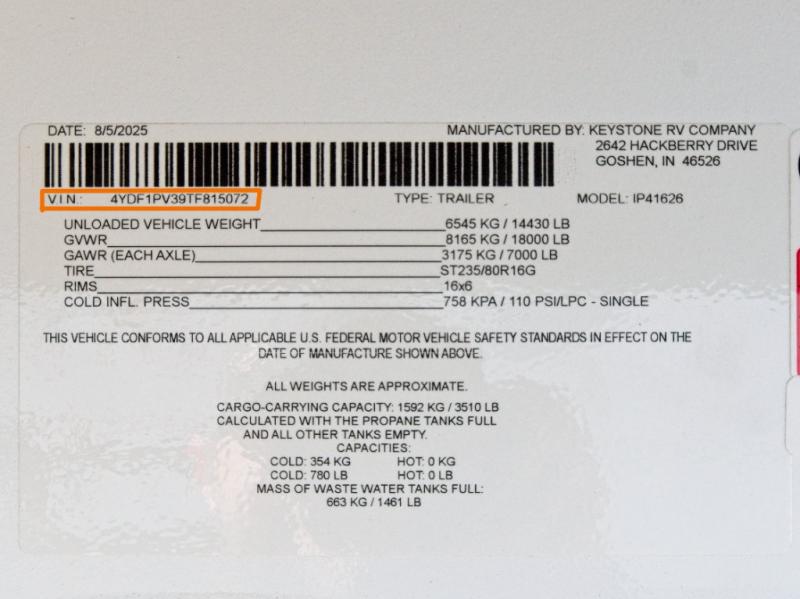 DATE: 8/5/2025 MANUFACTURED BY: KEYSTONE RV COMPANY
2642 HACKBERRY DRIVE
GOSHEN, IN 46526
V I N.: 4YDF1PV39TF815072 TYPE: TRAILER MODEL: IP41626
UNLOADED VEHICLE WEIGHT 6545 KG / 14430 LB
GVWR 8165 KG / 18000 LB
GAWR (EACH AXLE) 3175 KG / 7000 LB
TIRE ST235/80R16G
RIMS 16x6
COLD INFL. PRESS 758 KPA / 110 PSI/LPC - SINGLE
THIS VEHICLE CONFORMS TO ALL APPLICABLE U.S. FEDERAL MOTOR VEHICLE SAFETY STANDARDS IN EFFECT ON THE
DATE OF MANUFACTURE SHOWN ABOVE.
ALL WEIGHTS ARE APPROXIMATE.
CARGO-CARRYING CAPACITY: 1592 KG / 3510 LB
CALCULATED WITH THE PROPANE TANKS FULL
AND ALL OTHER TANKS EMPTY.
CAPACITIES:
COLD: 354 KG HOT: 0 KG
COLD: 780 LB HOT: 0 LB
MASS OF WASTE WATER TANKS FULL:
663 KG / 1461 LB